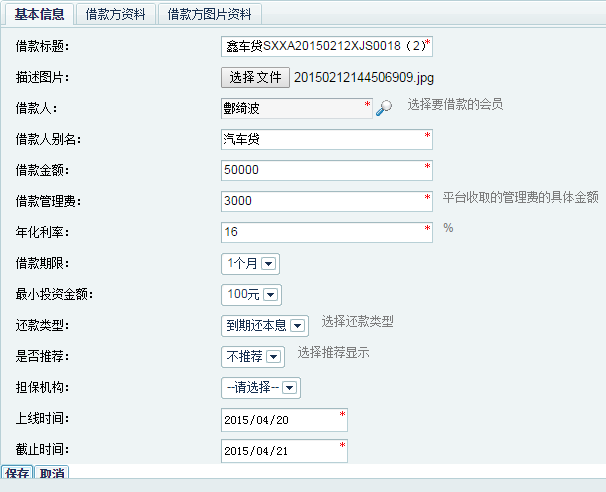 基本信息 借款方资料 借款方图片资料
借款标题: 鑫车贷SXXA20150212XJS0018（2）*
描述图片: 选择文件 20150212144506909.jpg
借款人: 酆绮波 * 选择要借款的会员
借款人别名: 汽车贷 *
借款金额: 50000 *
借款管理费: 3000 * 平台收取的管理费的具体金额
年化利率: 16 * %
借款期限: 1个月
最小投资金额: 100元
还款类型: 到期还本息 选择还款类型
是否推荐: 不推荐 选择推荐显示
担保机构: --请选择--
上线时间: 2015/04/20 *
截止时间: 2015/04/21 *
保存 取消